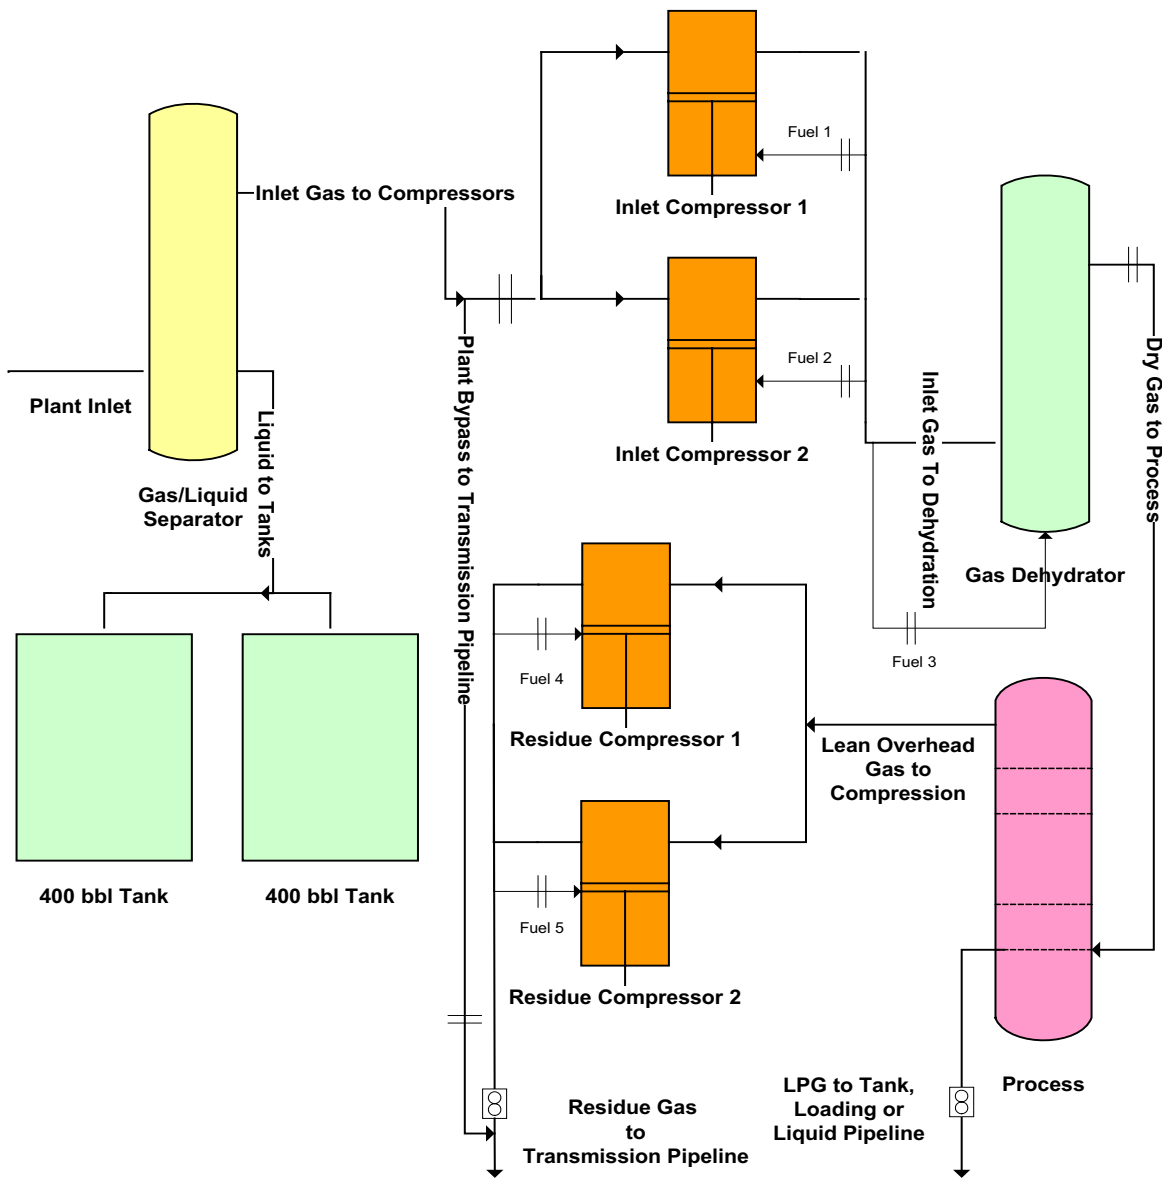 Fuel 1
Inlet Gas to Compressors
Inlet Compressor 1
Plant Bypass to Transmission Pipeline
Fuel 2
Dry Gas to Process
Inlet Gas To Dehydration
Plant Inlet
Liquid to Tanks
Inlet Compressor 2
Gas/Liquid
Separator
Gas Dehydrator
Fuel 3
Fuel 4
Residue Compressor 1
Lean Overhead
Gas to
Compression
400 bbl Tank
400 bbl Tank
Fuel 5
Residue Compressor 2
Process
LPG to Tank,
Loading or
Liquid Pipeline
Residue Gas
to
Transmission Pipeline